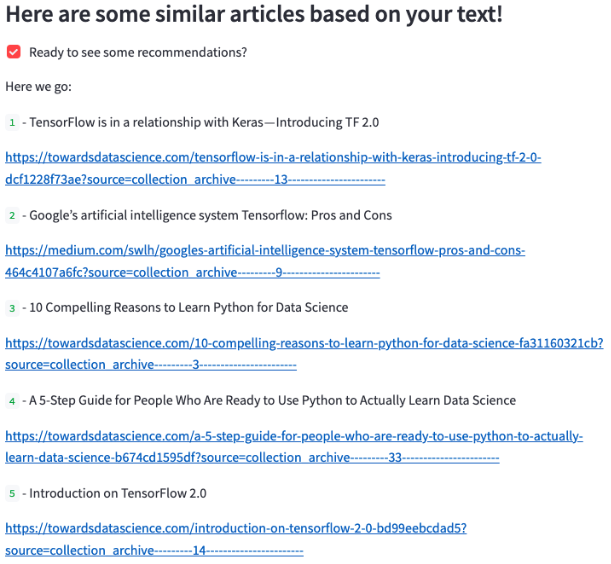 Here are some similar articles based on your text!
Ready to see some recommendations?
Here we go:
1 - TensorFlow is in a relationship with Keras—Introducing TF 2.0
https://towardsdatascience.com/tensorflow-is-in-a-relationship-with-keras-introducing-tf-2-0-
dcf1228f73ae?source=collection_archive---------13-----------------------
2 - Google’s artificial intelligence system Tensorflow: Pros and Cons
https://medium.com/swlh/googles-artificial-intelligence-system-tensorflow-pros-and-cons-
464c4107a6fc?source=collection_archive---------9-----------------------
3 - 10 Compelling Reasons to Learn Python for Data Science
https://towardsdatascience.com/10-compelling-reasons-to-learn-python-for-data-science-fa31160321cb?
source=collection_archive---------3-----------------------
4 - A 5-Step Guide for People Who Are Ready to Use Python to Actually Learn Data Science
https://towardsdatascience.com/a-5-step-guide-for-people-who-are-ready-to-use-python-to-actually-
learn-data-science-b674cd1595df?source=collection_archive---------33-----------------------
5 - Introduction on TensorFlow 2.0
https://towardsdatascience.com/introduction-on-tensorflow-2-0-bd99eebcdad5?
source=collection_archive---------14-----------------------